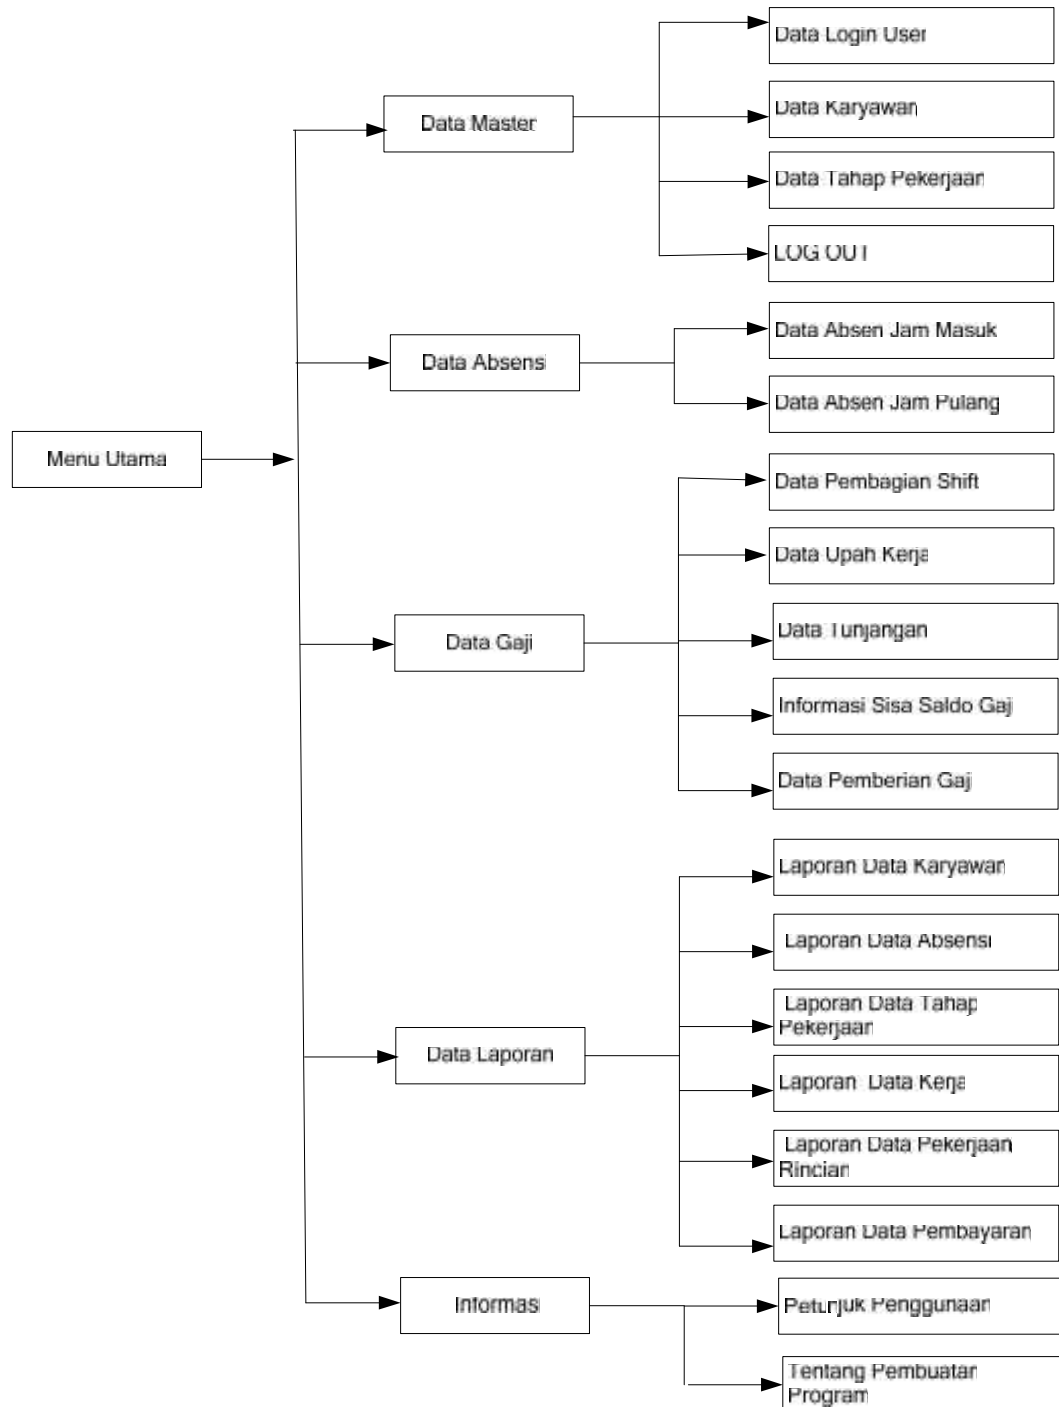 Menu Utama
Data Master
Data Login User
Data Karyawan
Data Tahap Pekerjaan
LOG OUT
Data Absensi
Data Absen Jam Masuk
Data Absen Jam Pulang
Data Gaji
Data Pembagian Shift
Data Upah Kerja
Data Tunjangan
Informasi Sisa Saldo Gaji
Data Pemberian Gaji
Data Laporan
Laporan Data Karyawan
Laporan Data Absensi
Laporan Data Tahap
Pekerjaan
Laporan Data Kerja
Laporan Data Pekerjaan
Rincian
Laporan Data Pembayaran
Informasi
Petunjuk Penggunaan
Tentang Pembuatan
Program